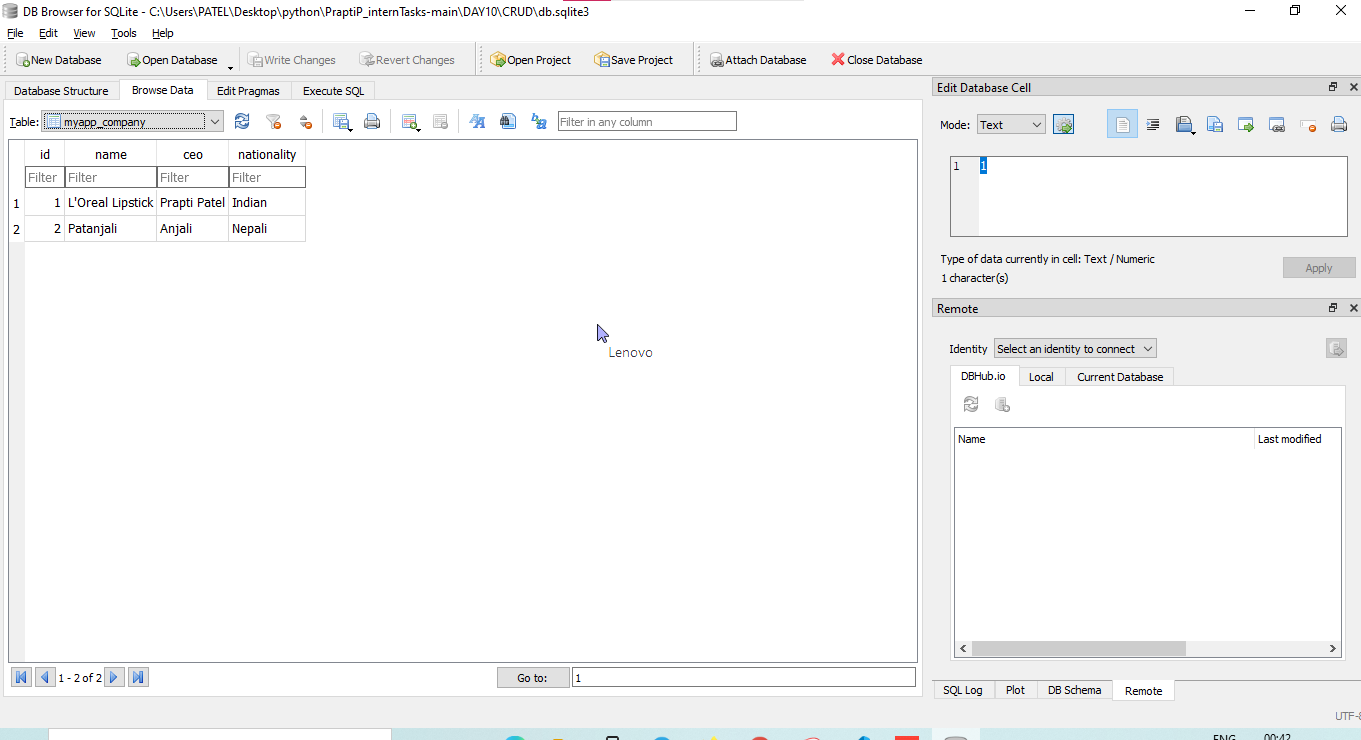 DB Browser for SQLite - C:\Users\PATEL\Desktop\python\PraptiP_internTasks-main\DAY10\CRUD\db.sqlite3
File Edit View Tools Help
New Database Open Database Write Changes Revert Changes Open Project Save Project Attach Database Close Database
Database Structure Browse Data Edit Pragmas Execute SQL
Table: myapp_company Filter in any column
id name ceo nationality
Filter Filter Filter Filter
1 1 L'Oreal Lipstick Prapti Patel Indian
2 2 Patanjali Anjali Nepali
Lenovo
1 - 2 of 2 Go to: 1
Edit Database Cell
Mode: Text
1 1
Type of data currently in cell: Text / Numeric
1 character(s)
Apply
Remote
Identity Select an identity to connect
DBHub.io Local Current Database
Name Last modified
SQL Log Plot DB Schema Remote
UTF-8
ENG 00:42